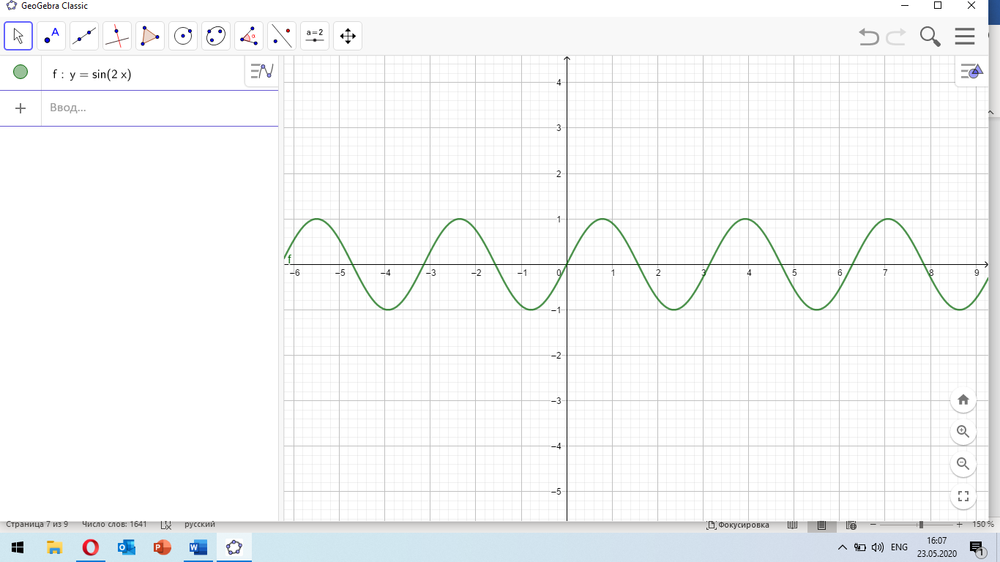 GeoGebra Classic
A
α
a = 2
f : y = sin(2 x)
Ввод...
4
3
2
1
f
−6 −5 −4 −3 −2 −1 0 1 2 3 4 5 6 7 8 9
−1
−2
−3
−4
−5
Страница 7 из 9 Число слов: 1641 русский Фокусировка 150 %
16:07
ENG
23.05.2020
1